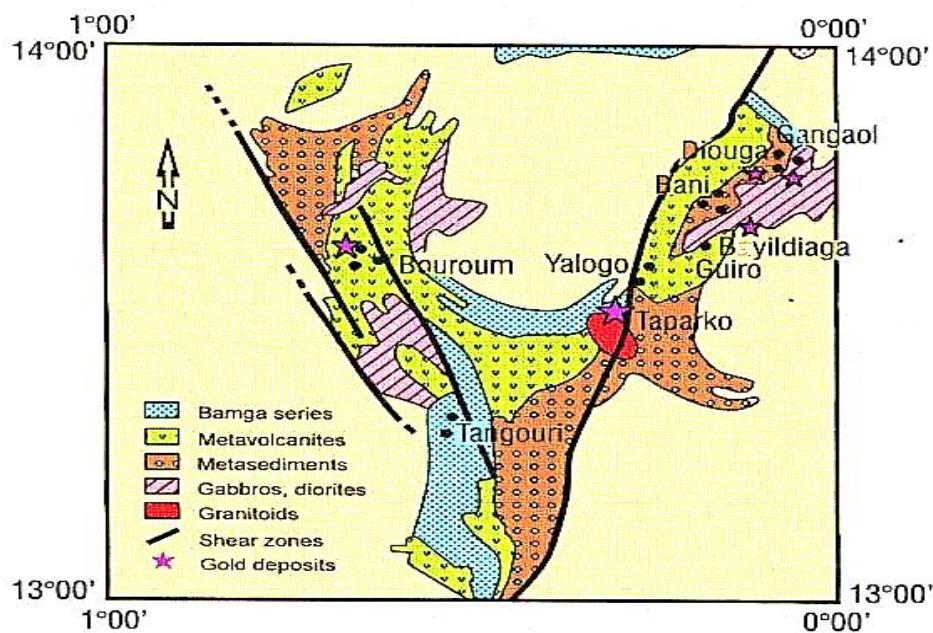 1°00'
0°00'
14°00'
14°00'
N
Gangaol
Diouga
Bani
Bayildiaga
Guiro
Bouroum
Yalogo
Taparko
Tangouri
Bamga series
Metavolcanites
Metasediments
Gabbros, diorites
Granitoids
Shear zones
Gold deposits
13°00'
13°00'
1°00'
0°00'